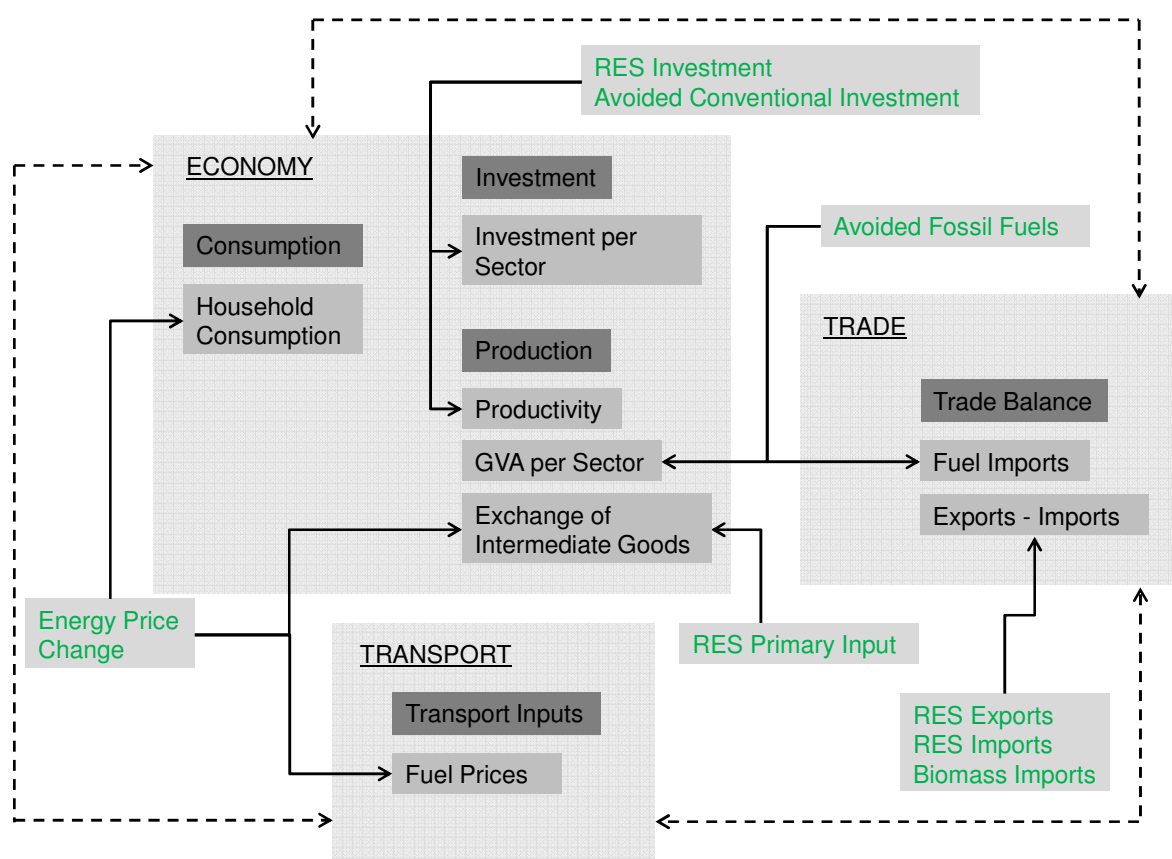 RES Investment
Avoided Conventional Investment
ECONOMY
Investment
Consumption
Investment per
Sector
Avoided Fossil Fuels
Household
Consumption
Production
Productivity
GVA per Sector
Exchange of
Intermediate Goods
TRADE
Trade Balance
Fuel Imports
Exports - Imports
Energy Price
Change
RES Primary Input
TRANSPORT
Transport Inputs
Fuel Prices
RES Exports
RES Imports
Biomass Imports